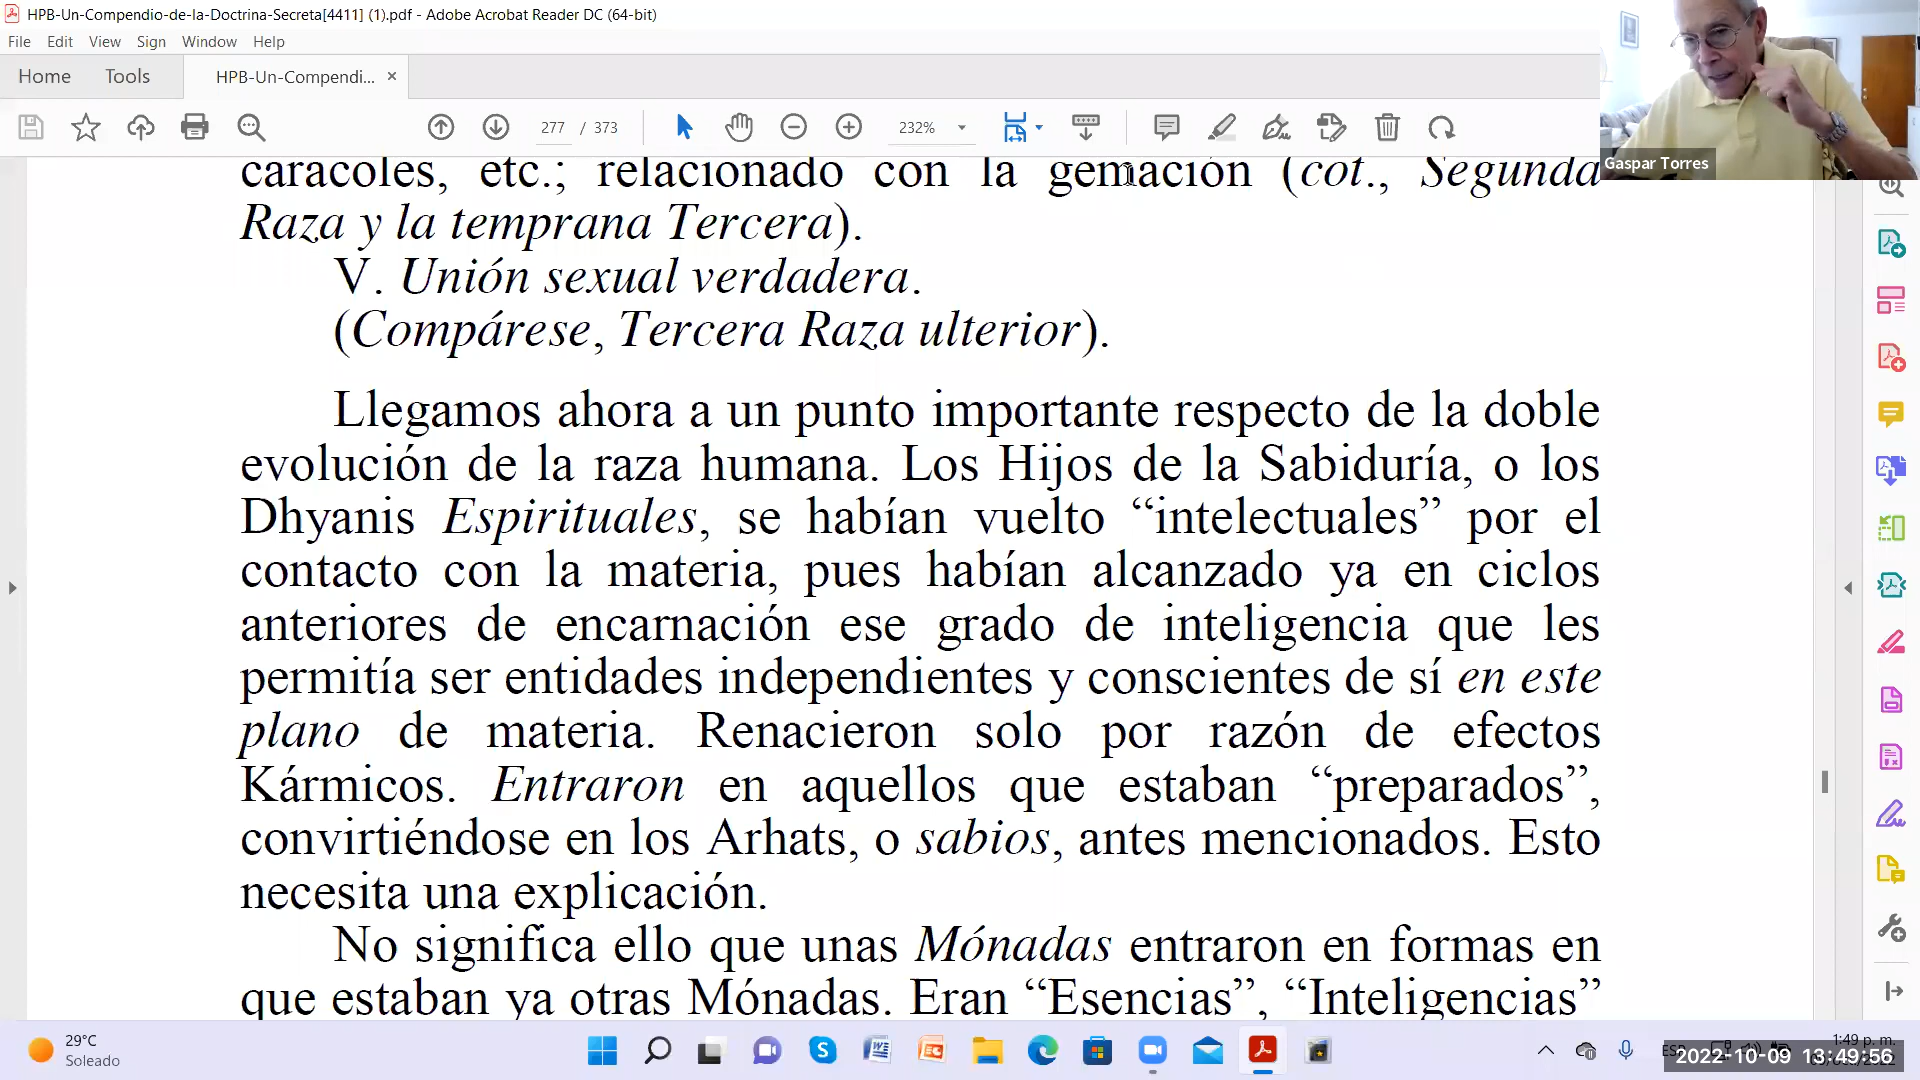 HPB-Un-Compendio-de-la-Doctrina-Secreta[4411] (1).pdf - Adobe Acrobat Reader DC (64-bit)
File Edit View Sign Window Help
Home Tools HPB-Un-Compendi... ×
277 / 373 232%
Gaspar Torres
caracoles, etc.; relacionado con la gemación (cot., Segunda
Raza y la temprana Tercera).
V. Unión sexual verdadera.
(Compárese, Tercera Raza ulterior).
Llegamos ahora a un punto importante respecto de la doble
evolución de la raza humana. Los Hijos de la Sabiduría, o los
Dhyanis Espirituales, se habían vuelto “intelectuales” por el
contacto con la materia, pues habían alcanzado ya en ciclos
anteriores de encarnación ese grado de inteligencia que les
permitía ser entidades independientes y conscientes de sí en este
plano de materia. Renacieron solo por razón de efectos
Kármicos. Entraron en aquellos que estaban “preparados”,
convirtiéndose en los Arhats, o sabios, antes mencionados. Esto
necesita una explicación.
No significa ello que unas Mónadas entraron en formas en
que estaban ya otras Mónadas. Eran “Esencias”, “Inteligencias”
29°C
Soleado
1:49 p. m.
2022-10-09 13:49:56